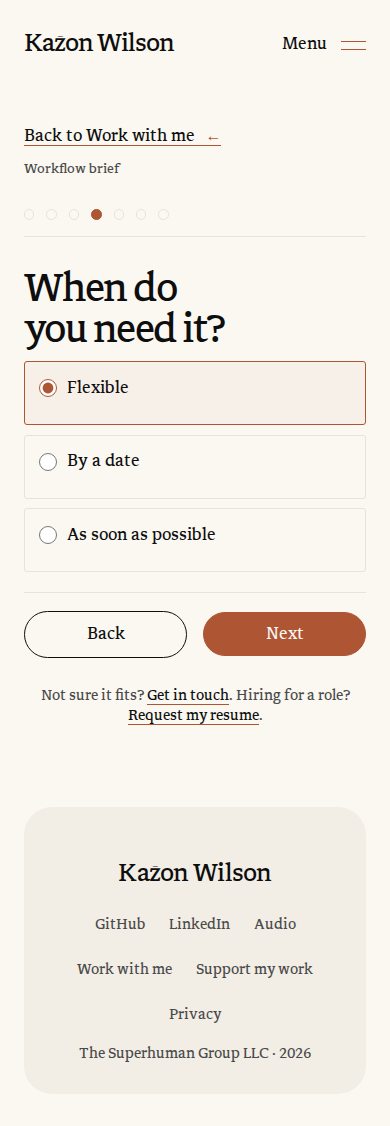 Kažon Wilson
Menu
Back to Work with me ←
Workflow brief
When do
you need it?
Flexible
By a date
As soon as possible
Back
Next
Not sure it fits? Get in touch. Hiring for a role?
Request my resume.
Kažon Wilson
GitHub LinkedIn Audio
Work with me Support my work
Privacy
The Superhuman Group LLC · 2026